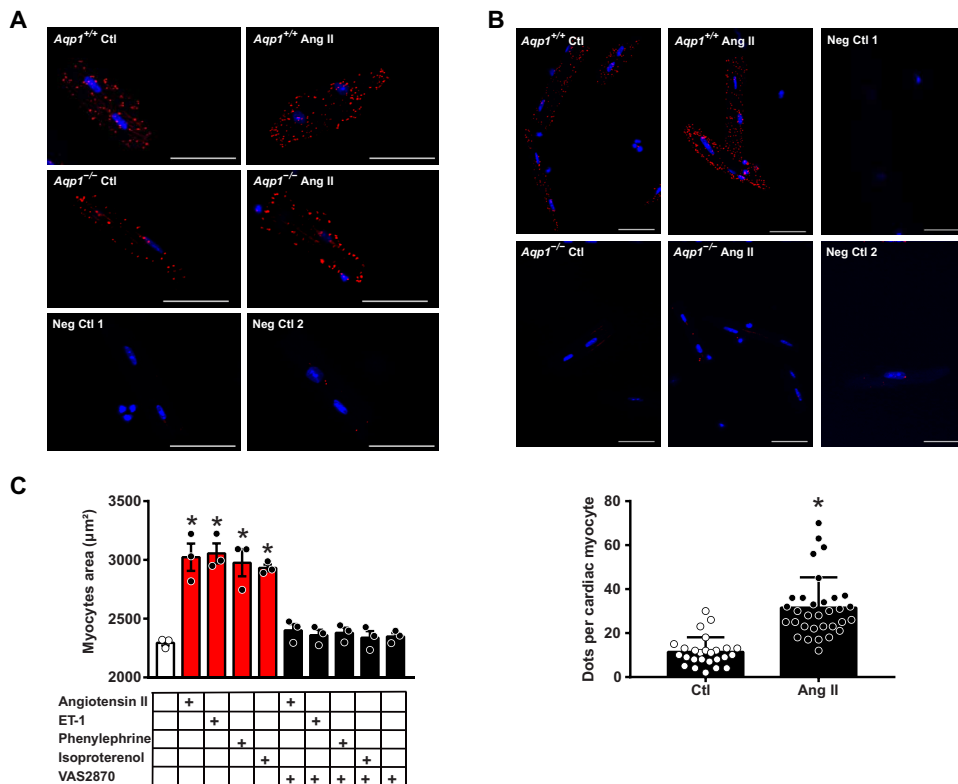 A
Aqp1+/+ Ctl
Aqp1+/+ Ang II
Aqp1−/− Ctl
Aqp1−/− Ang II
Neg Ctl 1
Neg Ctl 2
B
Aqp1+/+ Ctl
Aqp1+/+ Ang II
Neg Ctl 1
Aqp1−/− Ctl
Aqp1−/− Ang II
Neg Ctl 2
C
Myocytes area (µm²)
3500
3000
2500
2000
* * * *
Angiotensin II + +
ET-1 + +
Phenylephrine + +
Isoproterenol + +
VAS2870 + + + + +
Dots per cardiac myocyte
80
60
40
20
0
*
Ctl Ang II